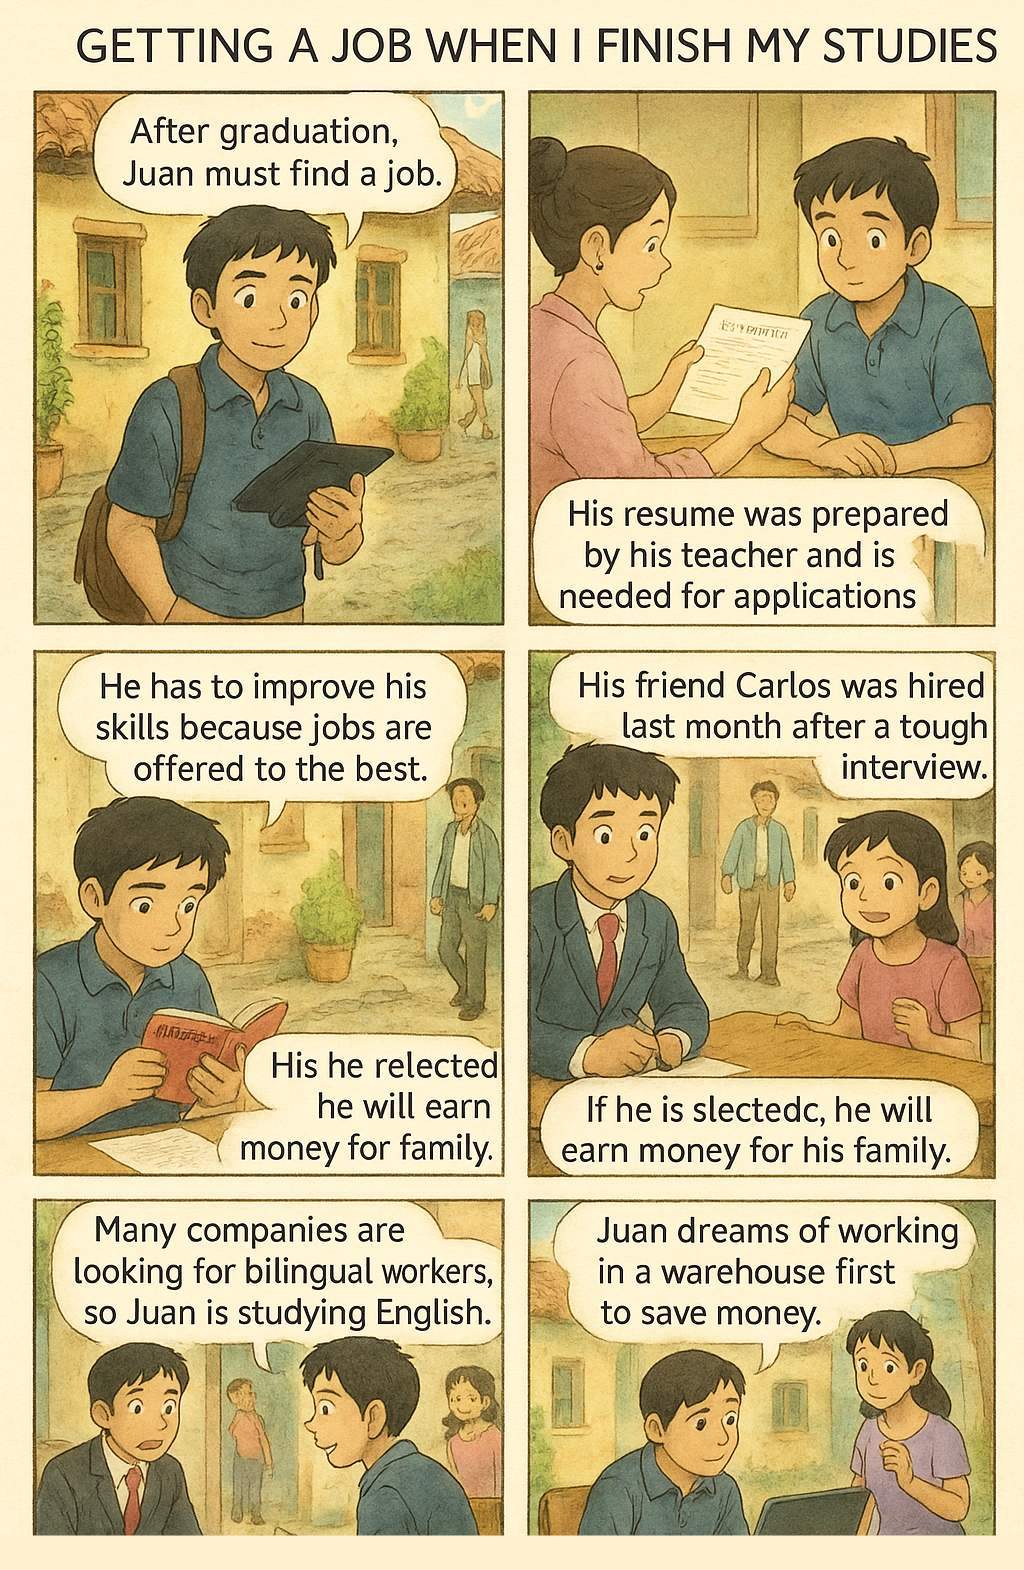 GETTING A JOB WHEN I FINISH MY STUDIES
After graduation,
Juan must find a job.
His resume was prepared
by his teacher and is
needed for applications
He has to improve his
skills because jobs are
offered to the best.
His he relected
he will earn
money for family.
His friend Carlos was hired
last month after a tough
interview.
If he is slectedc, he will
earn money for his family.
Many companies are
looking for bilingual workers,
so Juan is studying English.
Juan dreams of working
in a warehouse first
to save money.